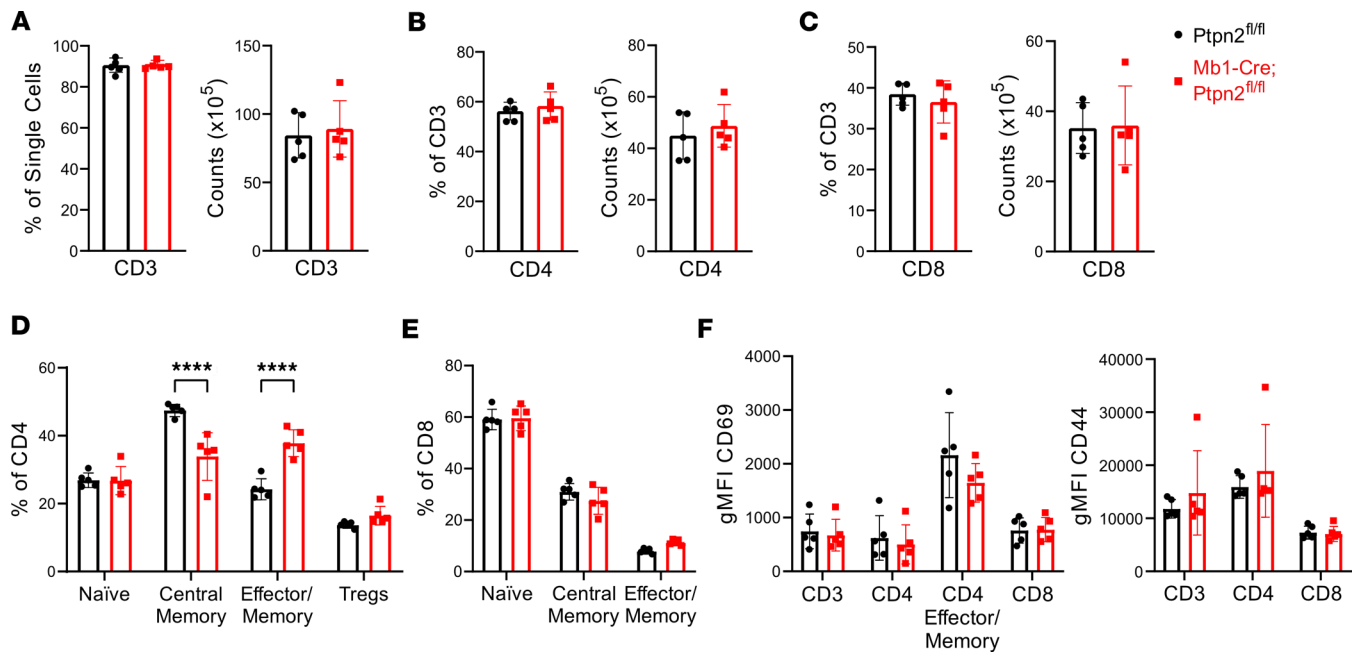 A
B
C
Ptpn2fl/fl
Mb1-Cre;
Ptpn2fl/fl
% of Single Cells
100
80
60
40
20
0
CD3
Counts (x10⁵)
150
100
50
0
CD3
% of CD3
80
60
40
20
0
CD4
Counts (x10⁵)
80
60
40
20
0
CD4
% of CD3
50
40
30
20
10
0
CD8
Counts (x10⁵)
60
40
20
0
CD8
D
% of CD4
60
40
20
0
****
****
Naïve
Central
Memory
Effector/
Memory
Tregs
E
% of CD8
80
60
40
20
0
Naïve
Central
Memory
Effector/
Memory
F
gMFI CD69
4000
3000
2000
1000
0
CD3
CD4
CD4
Effector/
Memory
CD8
gMFI CD44
40000
30000
20000
10000
0
CD3
CD4
CD8